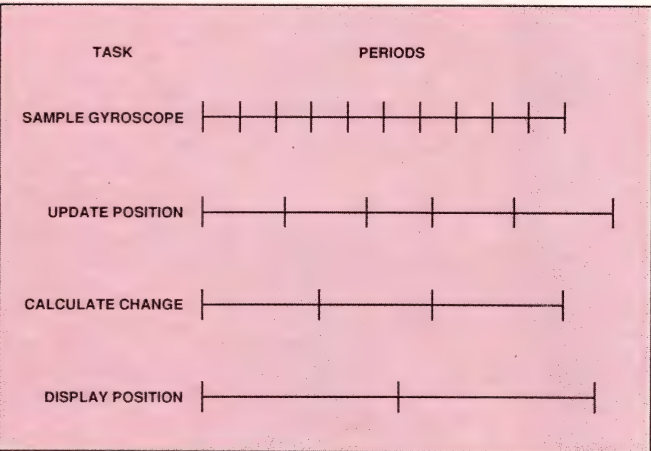 TASK PERIODS
SAMPLE GYROSCOPE
UPDATE POSITION
CALCULATE CHANGE
DISPLAY POSITION